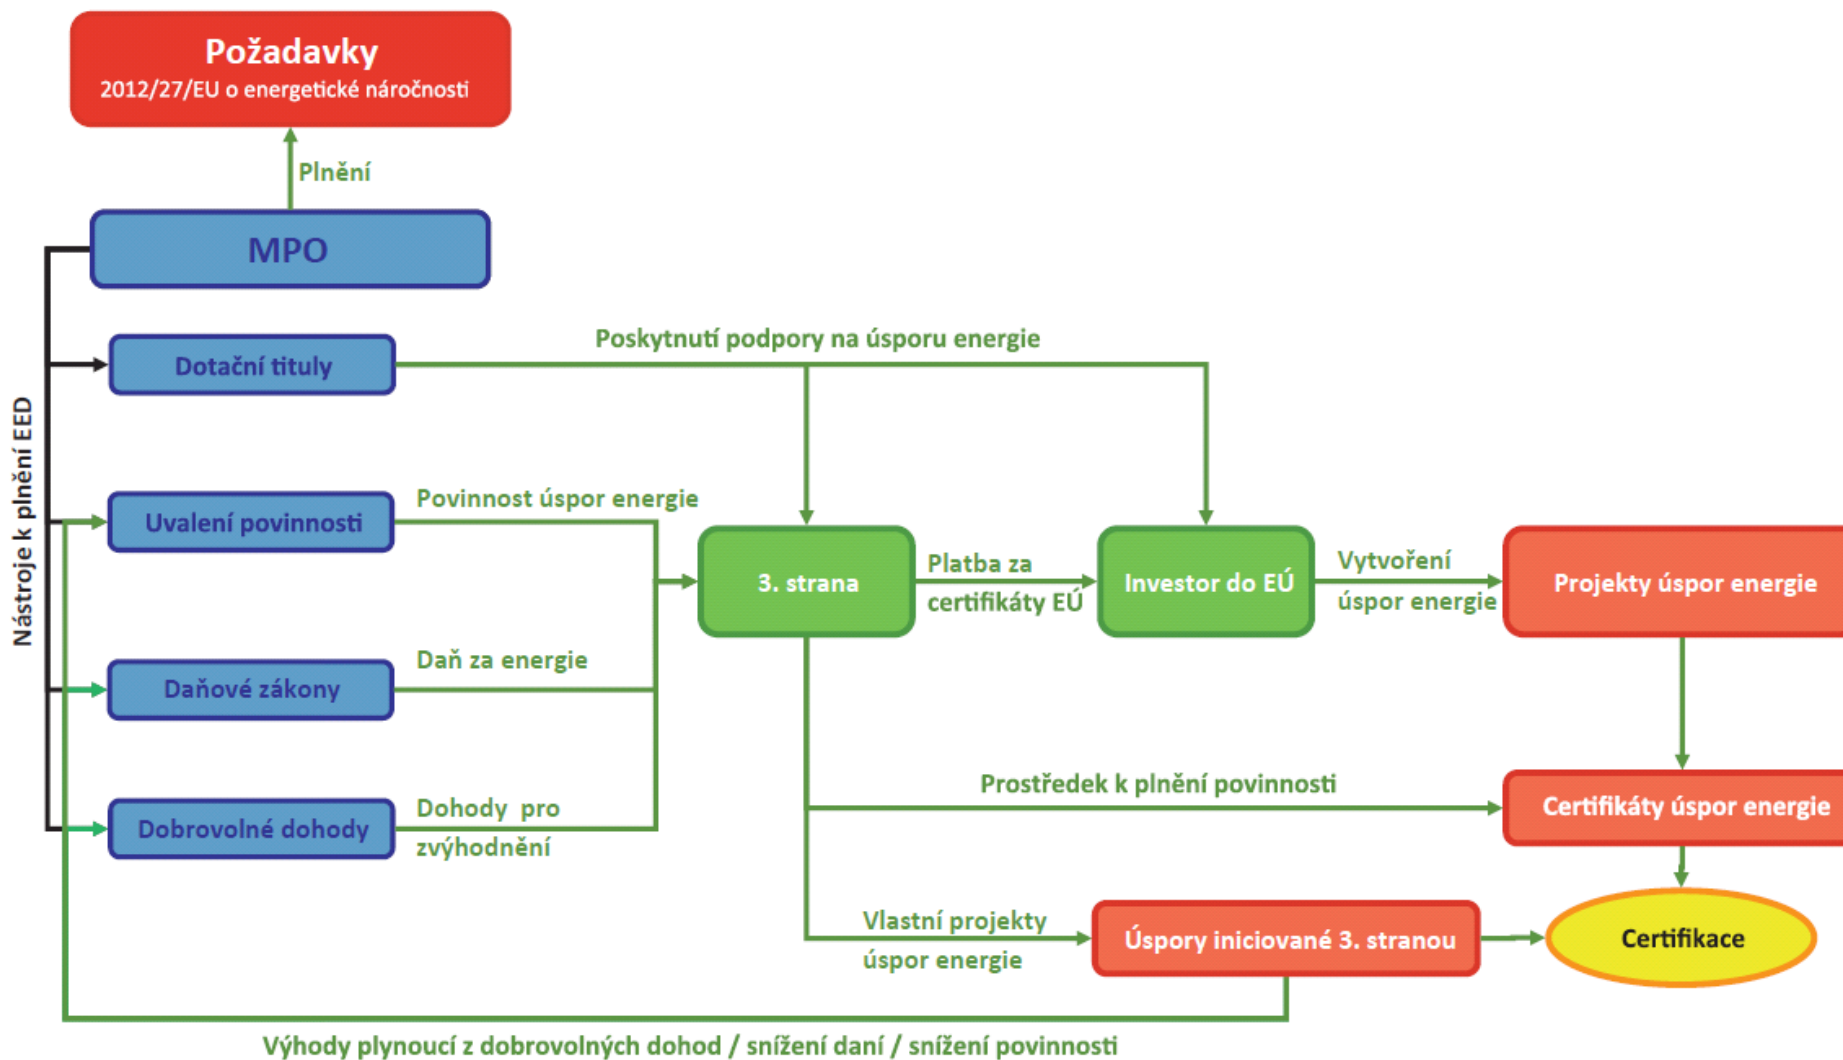 Požadavky
2012/27/EU o energetické náročnosti
Plnění
MPO
Nástroje k plnění EED
Dotační tituly
Poskytnutí podpory na úsporu energie
Uvalení povinnosti
Povinnost úspor energie
3. strana
Platba za
certifikáty EÚ
Investor do EÚ
Vytvoření
úspor energie
Projekty úspor energie
Daňové zákony
Daň za energie
Dobrovolné dohody
Dohody pro
zvýhodnění
Prostředek k plnění povinnosti
Certifikáty úspor energie
Vlastní projekty
úspor energie
Úspory iniciované 3. stranou
Certifikace
Výhody plynoucí z dobrovolných dohod / snížení daní / snížení povinnosti